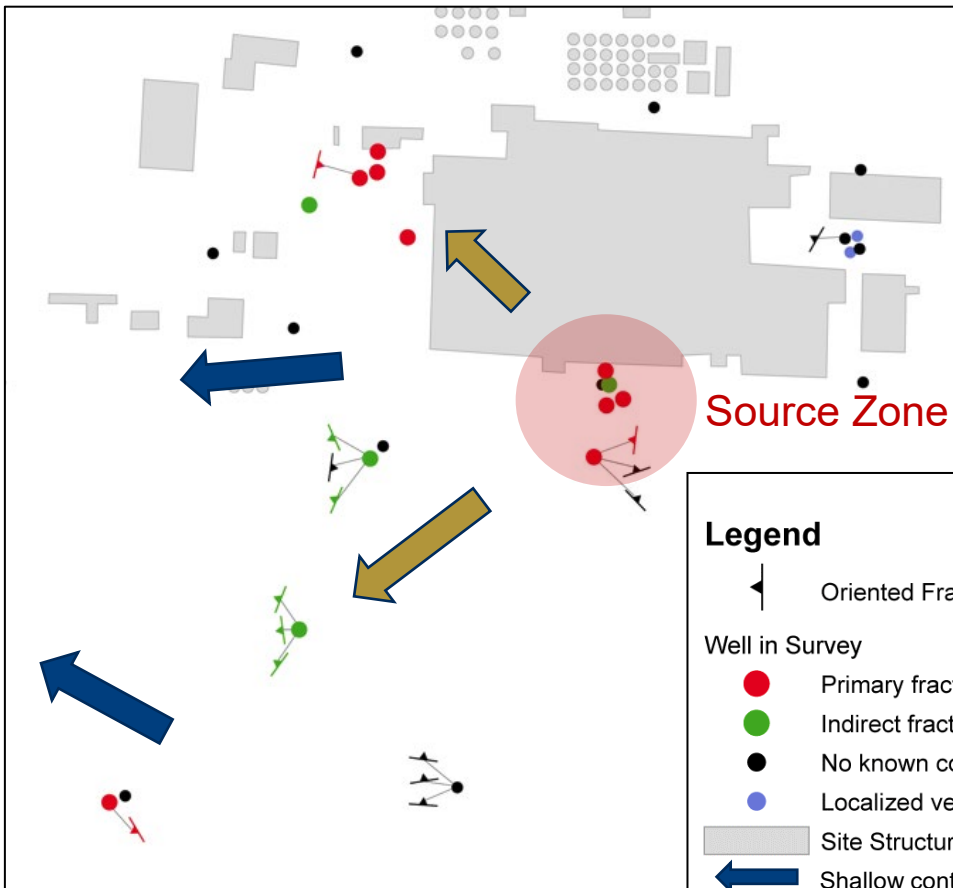 Source Zone
Legend
Oriented Fra
Well in Survey
Primary fract
Indirect fract
No known co
Localized ve
Site Structur
Shallow cont